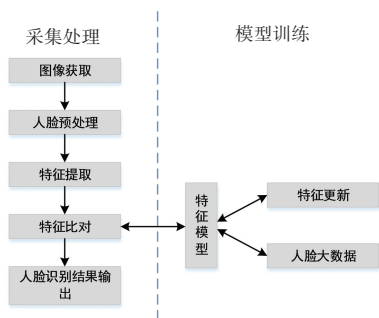 采集处理
模型训练
图像获取
人脸预处理
特征提取
特征比对
人脸识别结果输
出
特
征
模
型
特征更新
人脸大数据